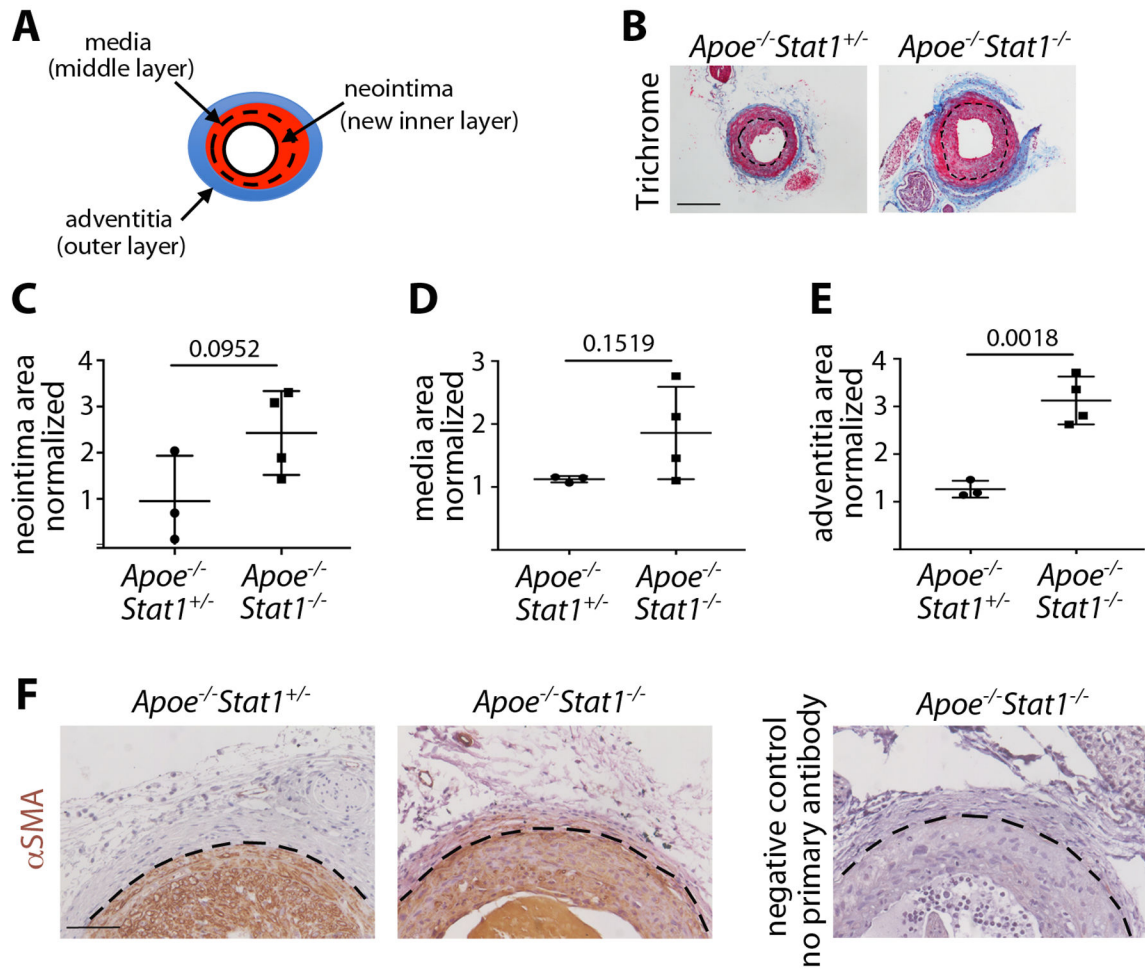 A
media
(middle layer)
neointima
(new inner layer)
adventitia
(outer layer)
B
Apoe⁻/⁻Stat1⁺/⁻
Apoe⁻/⁻Stat1⁻/⁻
Trichrome
C
neointima area
normalized
0.0952
4
3
2
1
Apoe⁻/⁻
Stat1⁺/⁻
Apoe⁻/⁻
Stat1⁻/⁻
D
media area
normalized
0.1519
3
2
1
Apoe⁻/⁻
Stat1⁺/⁻
Apoe⁻/⁻
Stat1⁻/⁻
E
adventitia area
normalized
0.0018
4
3
2
1
Apoe⁻/⁻
Stat1⁺/⁻
Apoe⁻/⁻
Stat1⁻/⁻
F
αSMA
Apoe⁻/⁻Stat1⁺/⁻
Apoe⁻/⁻Stat1⁻/⁻
negative control
no primary antibody
Apoe⁻/⁻Stat1⁻/⁻